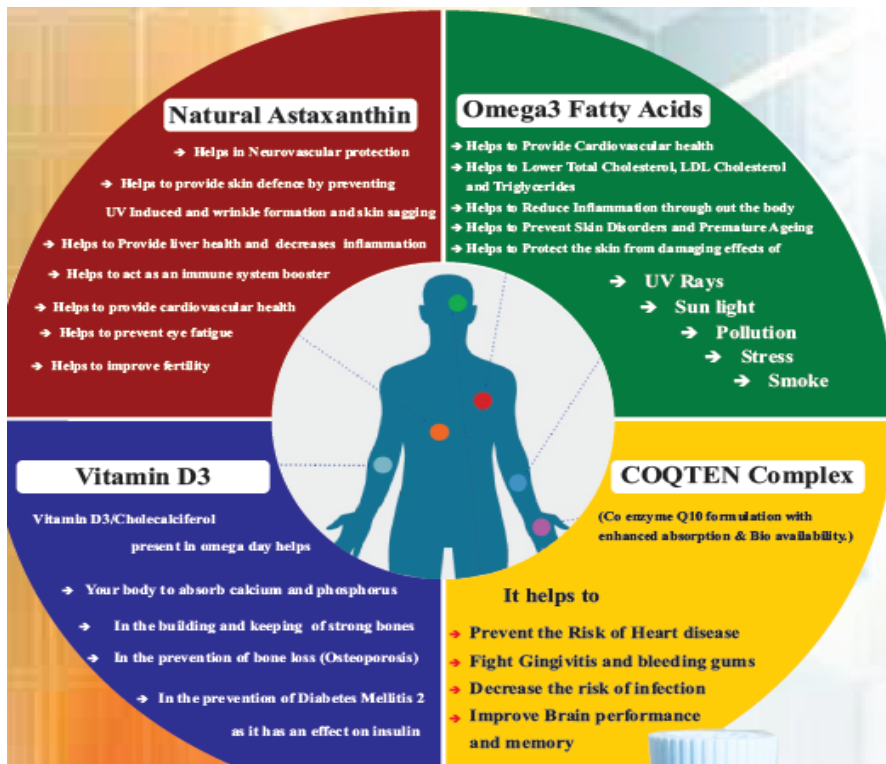 Natural Astaxanthin
Helps in Neurovascular protection
Helps to provide skin defence by preventing
UV Induced and wrinkle formation and skin sagging
Helps to Provide liver health and decreases inflammation
Helps to act as an immune system booster
Helps to provide cardiovascular health
Helps to prevent eye fatigue
Helps to improve fertility
Omega3 Fatty Acids
Helps to Provide Cardiovascular health
Helps to Lower Total Cholesterol, LDL Cholesterol
and Triglycerides
Helps to Reduce Inflammation through out the body
Helps to Prevent Skin Disorders and Premature Ageing
Helps to Protect the skin from damaging effects of
UV Rays
Sun light
Pollution
Stress
Smoke
Vitamin D3
Vitamin D3/Cholecalciferol
present in omega day helps
Your body to absorb calcium and phosphorus
In the building and keeping of strong bones
In the prevention of bone loss (Osteoporosis)
In the prevention of Diabetes Mellitis 2
as it has an effect on insulin
COQTEN Complex
(Co enzyme Q10 formulation with
enhanced absorption & Bio availability.)
It helps to
Prevent the Risk of Heart disease
Fight Gingivitis and bleeding gums
Decrease the risk of infection
Improve Brain performance
and memory